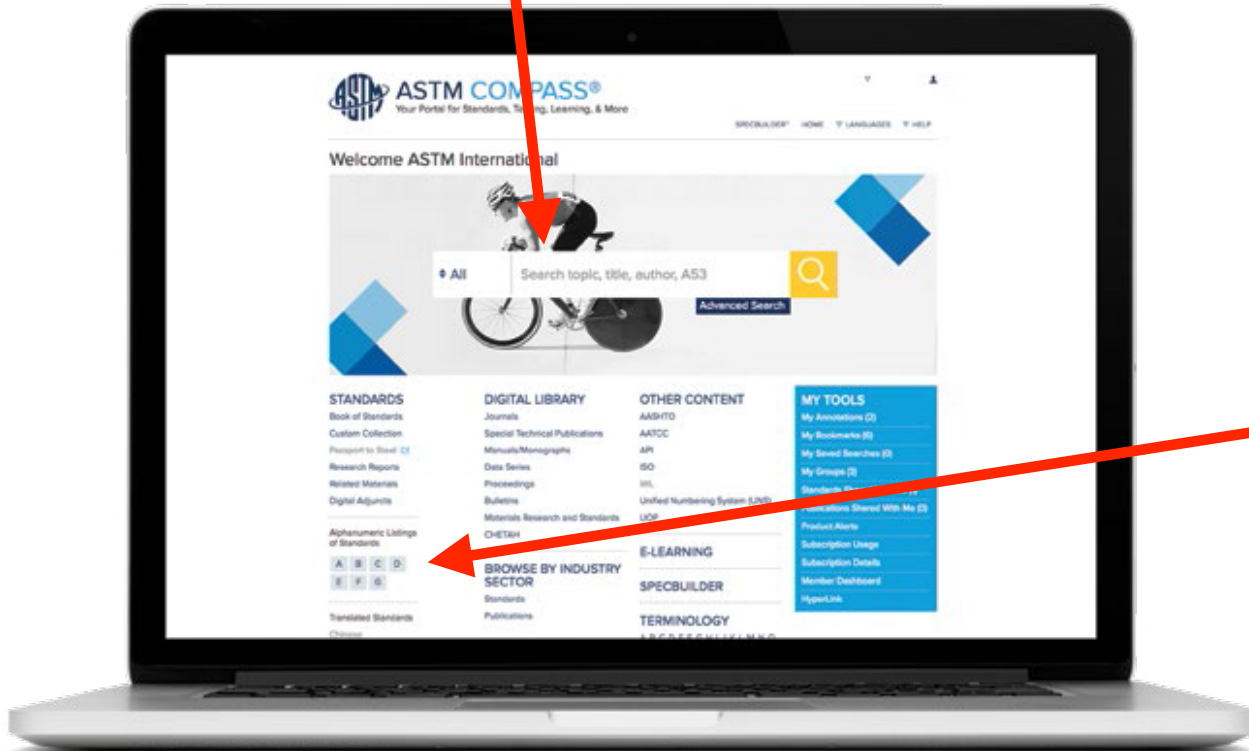 ASTM
ASTM COMPASS®
Your Portal for Standards, Testing, Learning, & More
SPECBUILDER® HOME LANGUAGES HELP
Welcome ASTM International
All Search topic, title, author, A53
Advanced Search
STANDARDS
Book of Standards
Custom Collection
Passport to Steel
Research Reports
Related Materials
Digital Adjuncts
Alphanumeric Listings
of Standards
A B C D
E F G
Translated Standards
Chinese
DIGITAL LIBRARY
Journals
Special Technical Publications
Manuals/Monographs
Data Series
Proceedings
Bulletins
Materials Research and Standards
CHETAH
BROWSE BY INDUSTRY
SECTOR
Standards
Publications
OTHER CONTENT
AASHTO
AATCC
API
ISO
Unified Numbering System (UNS)
UOP
E-LEARNING
SPECBUILDER
TERMINOLOGY
MY TOOLS
My Annotations (2)
My Bookmarks (6)
My Saved Searches (0)
My Groups (3)
Standards
Publications Shared With Me (0)
Product Alerts
Subscription Usage
Subscription Details
Member Dashboard
HyperLink